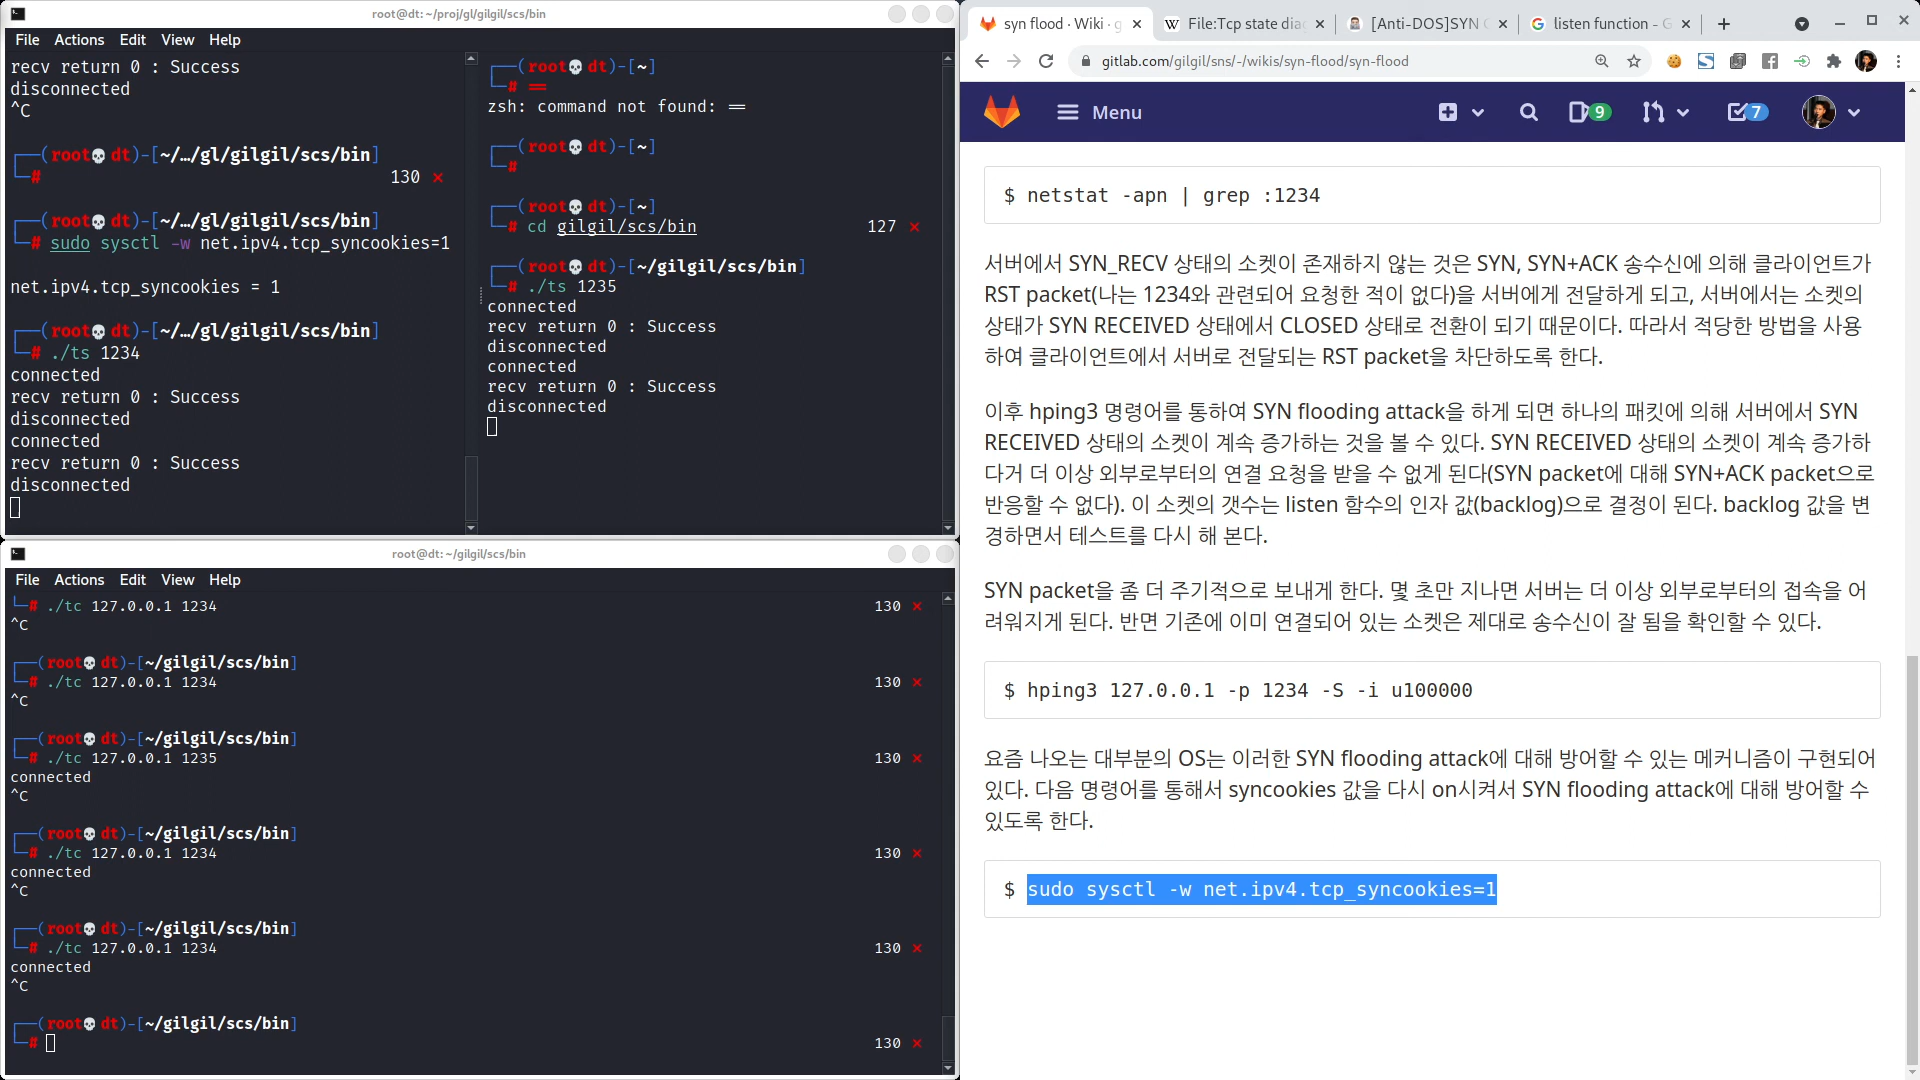 root@dt: ~/proj/gl/gilgil/scs/bin
File Actions Edit View Help
recv return 0 : Success
disconnected
^C
(root dt)-[~/…/gl/gilgil/scs/bin]
# 130 ×
(root dt)-[~/…/gl/gilgil/scs/bin]
# sudo sysctl -w net.ipv4.tcp_syncookies=1
net.ipv4.tcp_syncookies = 1
(root dt)-[~/…/gl/gilgil/scs/bin]
# ./ts 1234
connected
recv return 0 : Success
disconnected
connected
recv return 0 : Success
disconnected
(root dt)-[~]
# ==
zsh: command not found: ==
(root dt)-[~]
#
(root dt)-[~]
# cd gilgil/scs/bin 127 ×
(root dt)-[~/gilgil/scs/bin]
# ./ts 1235
connected
recv return 0 : Success
disconnected
connected
recv return 0 : Success
disconnected
root@dt: ~/gilgil/scs/bin
File Actions Edit View Help
# ./tc 127.0.0.1 1234 130 ×
^C
(root dt)-[~/gilgil/scs/bin]
# ./tc 127.0.0.1 1234 130 ×
^C
(root dt)-[~/gilgil/scs/bin]
# ./tc 127.0.0.1 1235 130 ×
connected
^C
(root dt)-[~/gilgil/scs/bin]
# ./tc 127.0.0.1 1234 130 ×
connected
^C
(root dt)-[~/gilgil/scs/bin]
# ./tc 127.0.0.1 1234 130 ×
connected
^C
(root dt)-[~/gilgil/scs/bin]
# 130 ×
syn flood · Wiki · g
File:Tcp state dia
[Anti-DOS]SYN
listen function - G
gitlab.com/gilgil/sns/-/wikis/syn-flood/syn-flood
Menu 9 7
$ netstat -apn | grep :1234
서버에서 SYN_RECV 상태의 소켓이 존재하지 않는 것은 SYN, SYN+ACK 송수신에 의해 클라이언트가
RST packet(나는 1234와 관련되어 요청한 적이 없다)을 서버에게 전달하게 되고, 서버에서는 소켓의
상태가 SYN RECEIVED 상태에서 CLOSED 상태로 전환이 되기 때문이다. 따라서 적당한 방법을 사용
하여 클라이언트에서 서버로 전달되는 RST packet을 차단하도록 한다.
이후 hping3 명령어를 통하여 SYN flooding attack을 하게 되면 하나의 패킷에 의해 서버에서 SYN
RECEIVED 상태의 소켓이 계속 증가하는 것을 볼 수 있다. SYN RECEIVED 상태의 소켓이 계속 증가하
다거 더 이상 외부로부터의 연결 요청을 받을 수 없게 된다(SYN packet에 대해 SYN+ACK packet으로
반응할 수 없다). 이 소켓의 갯수는 listen 함수의 인자 값(backlog)으로 결정이 된다. backlog 값을 변
경하면서 테스트를 다시 해 본다.
SYN packet을 좀 더 주기적으로 보내게 한다. 몇 초만 지나면 서버는 더 이상 외부로부터의 접속을 어
려워지게 된다. 반면 기존에 이미 연결되어 있는 소켓은 제대로 송수신이 잘 됨을 확인할 수 있다.
$ hping3 127.0.0.1 -p 1234 -S -i u100000
요즘 나오는 대부분의 OS는 이러한 SYN flooding attack에 대해 방어할 수 있는 메커니즘이 구현되어
있다. 다음 명령어를 통해서 syncookies 값을 다시 on시켜서 SYN flooding attack에 대해 방어할 수
있도록 한다.
$ sudo sysctl -w net.ipv4.tcp_syncookies=1